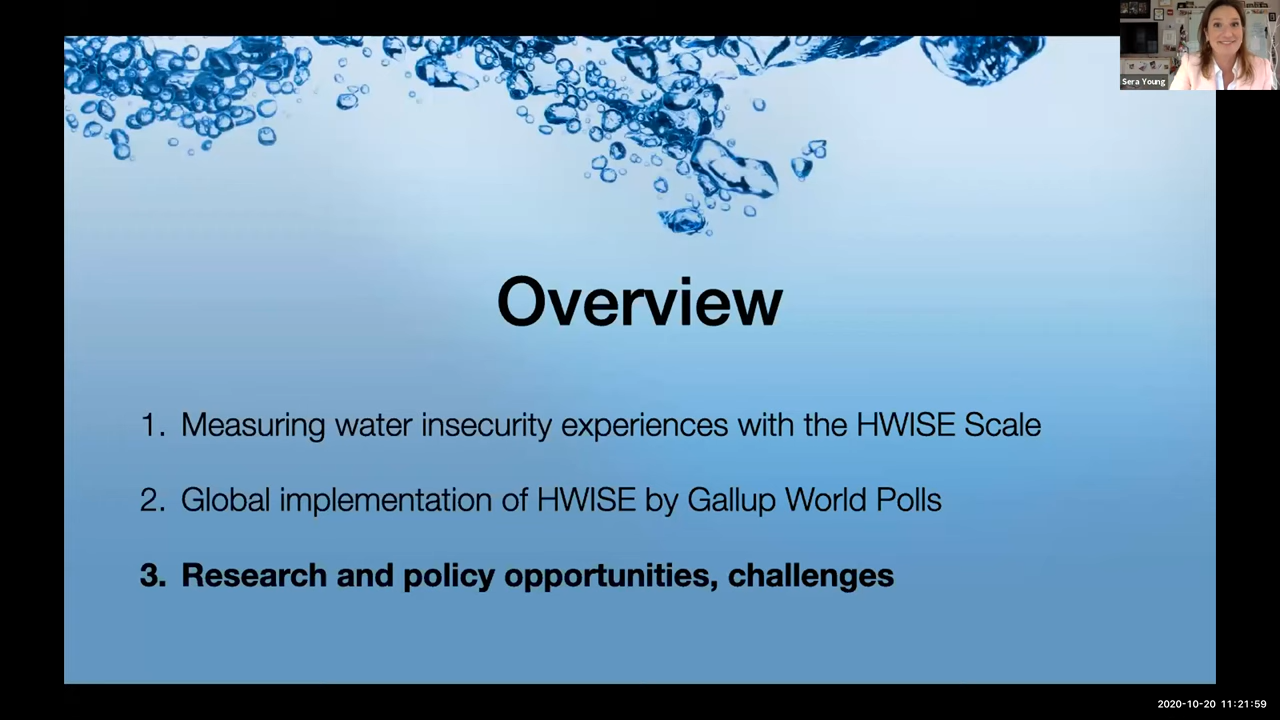 Sera Young
Overview
1. Measuring water insecurity experiences with the HWISE Scale
2. Global implementation of HWISE by Gallup World Polls
3. Research and policy opportunities, challenges
2020-10-20 11:21:59